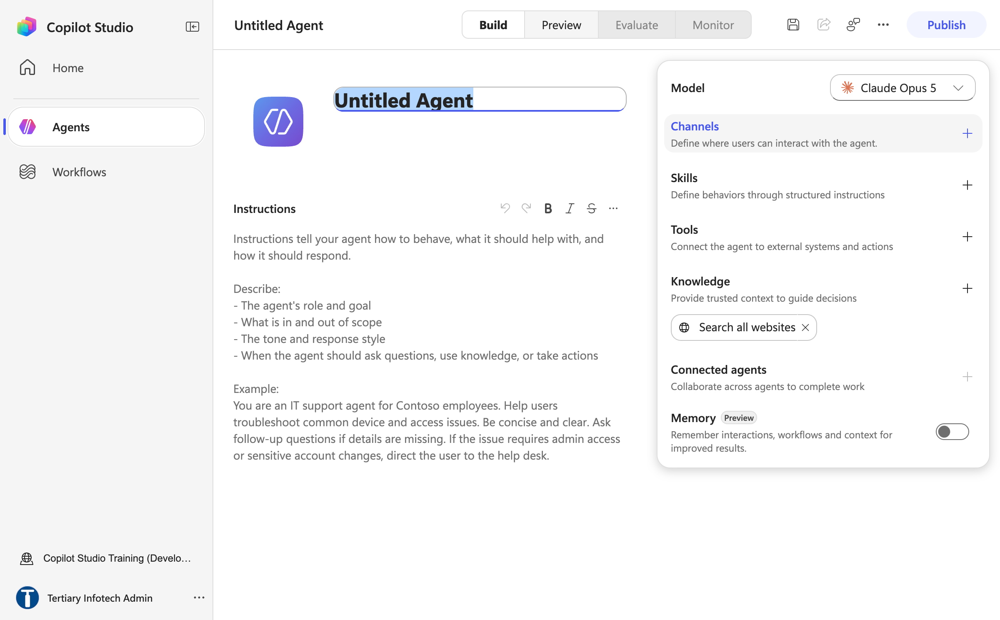 Copilot Studio
Home
Agents
Workflows
Copilot Studio Training (Develo...
Tertiary Infotech Admin
Untitled Agent
Build
Preview
Evaluate
Monitor
Publish
Untitled Agent
Instructions
B I S
Instructions tell your agent how to behave, what it should help with, and
how it should respond.
Describe:
- The agent's role and goal
- What is in and out of scope
- The tone and response style
- When the agent should ask questions, use knowledge, or take actions
Example:
You are an IT support agent for Contoso employees. Help users
troubleshoot common device and access issues. Be concise and clear. Ask
follow-up questions if details are missing. If the issue requires admin access
or sensitive account changes, direct the user to the help desk.
Model
Claude Opus 5
Channels
Define where users can interact with the agent.
Skills
Define behaviors through structured instructions
Tools
Connect the agent to external systems and actions
Knowledge
Provide trusted context to guide decisions
Search all websites
Connected agents
Collaborate across agents to complete work
Memory Preview
Remember interactions, workflows and context for
improved results.